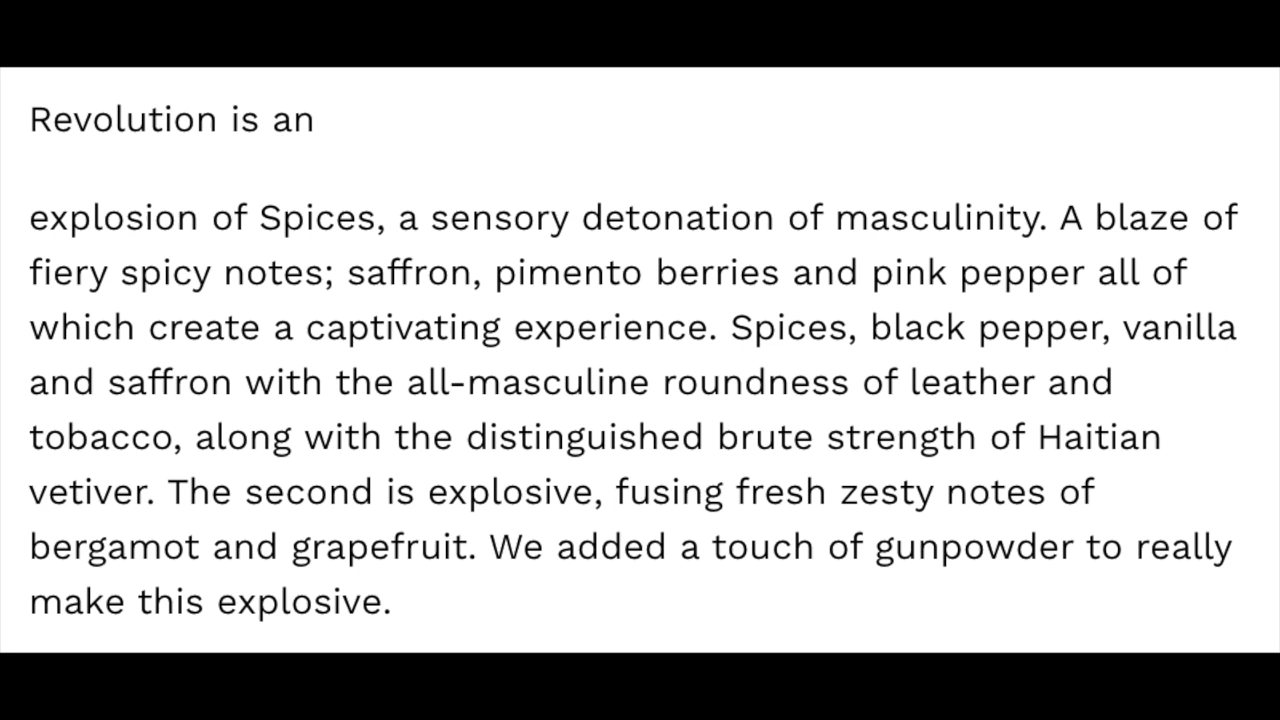 Revolution is an
explosion of Spices, a sensory detonation of masculinity. A blaze of
fiery spicy notes; saffron, pimento berries and pink pepper all of
which create a captivating experience. Spices, black pepper, vanilla
and saffron with the all-masculine roundness of leather and
tobacco, along with the distinguished brute strength of Haitian
vetiver. The second is explosive, fusing fresh zesty notes of
bergamot and grapefruit. We added a touch of gunpowder to really
make this explosive.